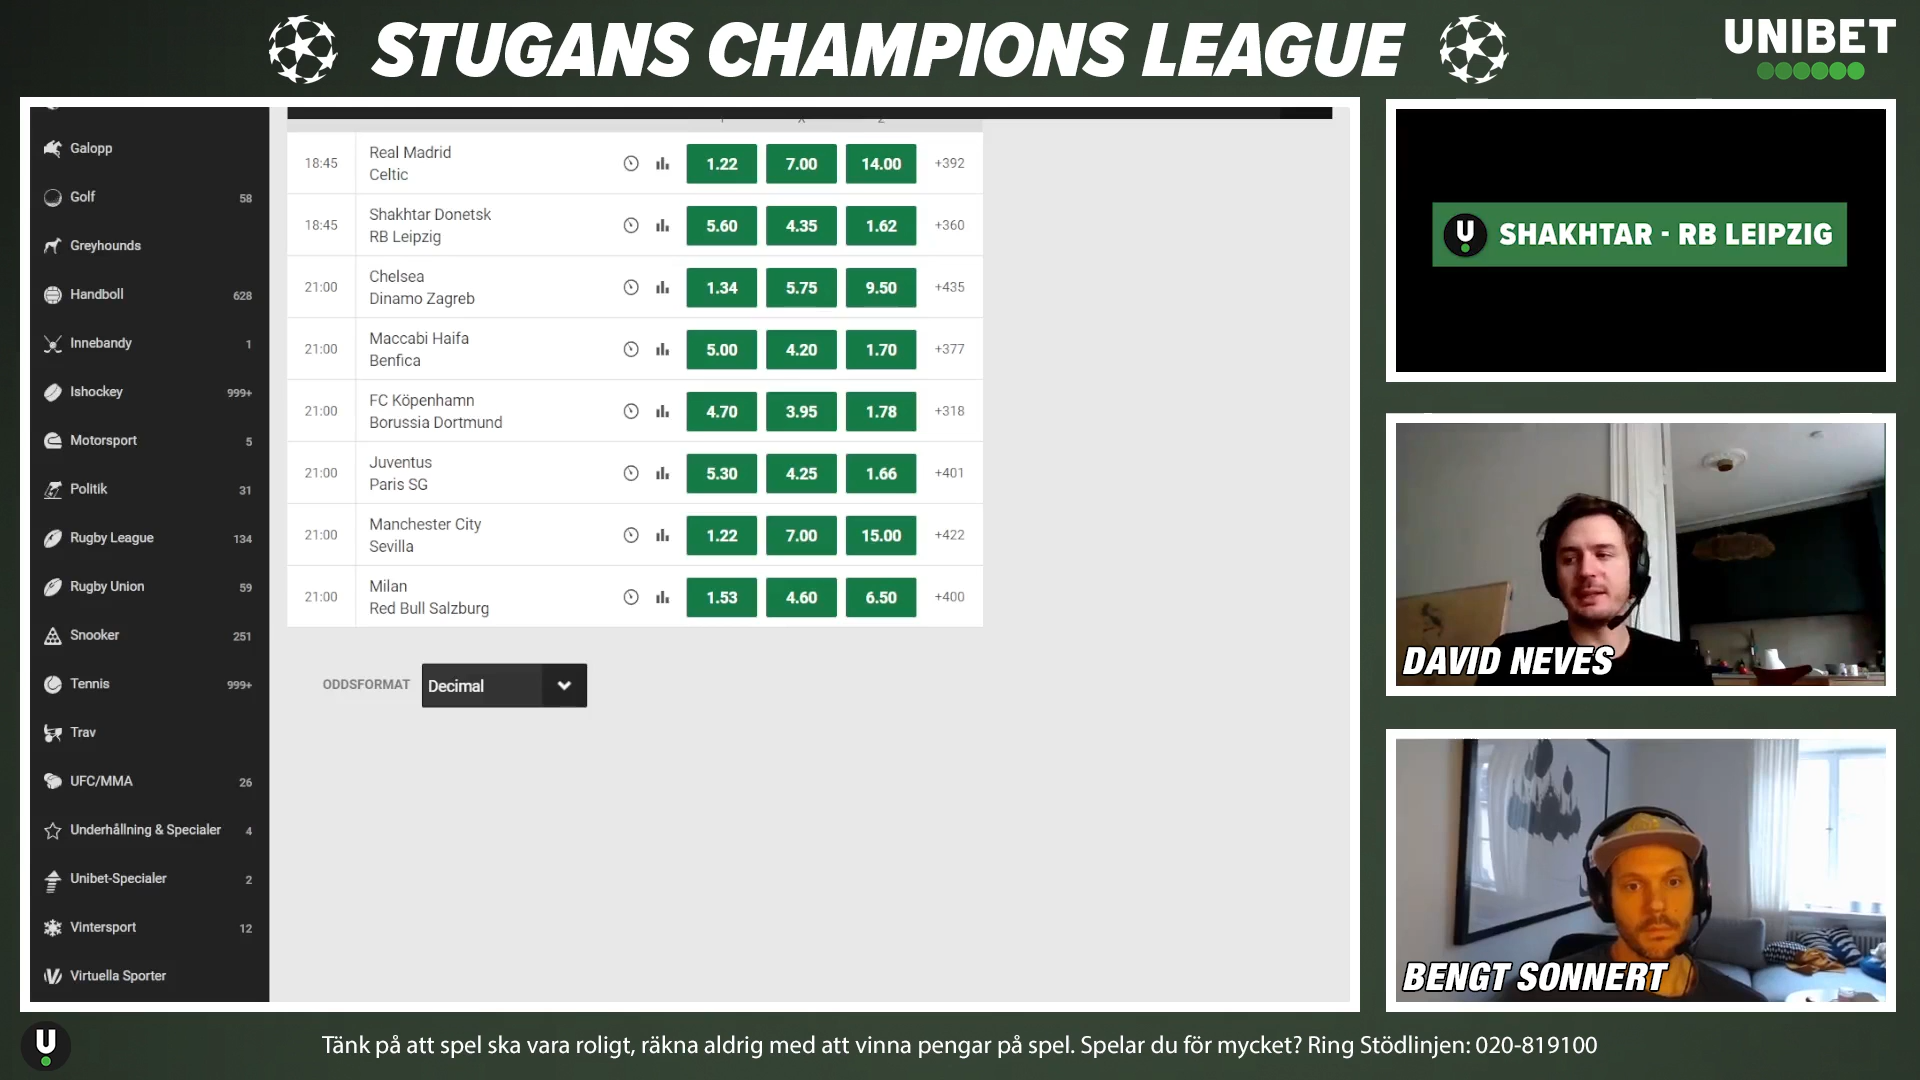 STUGANS CHAMPIONS LEAGUE
UNIBET
Galopp
Golf 58
Greyhounds
Handboll 628
Innebandy 1
Ishockey 999+
Motorsport 5
Politik 31
Rugby League 134
Rugby Union 59
Snooker 251
Tennis 999+
Trav
UFC/MMA 26
Underhållning & Specialer 4
Unibet-Specialer 2
Vintersport 12
Virtuella Sporter
18:45 Real Madrid 1.22 7.00 14.00 +392
Celtic
18:45 Shakhtar Donetsk 5.60 4.35 1.62 +360
RB Leipzig
21:00 Chelsea 1.34 5.75 9.50 +435
Dinamo Zagreb
21:00 Maccabi Haifa 5.00 4.20 1.70 +377
Benfica
21:00 FC Köpenhamn 4.70 3.95 1.78 +318
Borussia Dortmund
21:00 Juventus 5.30 4.25 1.66 +401
Paris SG
21:00 Manchester City 1.22 7.00 15.00 +422
Sevilla
21:00 Milan 1.53 4.60 6.50 +400
Red Bull Salzburg
ODDSFORMAT Decimal
U SHAKHTAR - RB LEIPZIG
DAVID NEVES
BENGT SONNERT
U
Tänk på att spel ska vara roligt, räkna aldrig med att vinna pengar på spel. Spelar du för mycket? Ring Stödlinjen: 020-819100